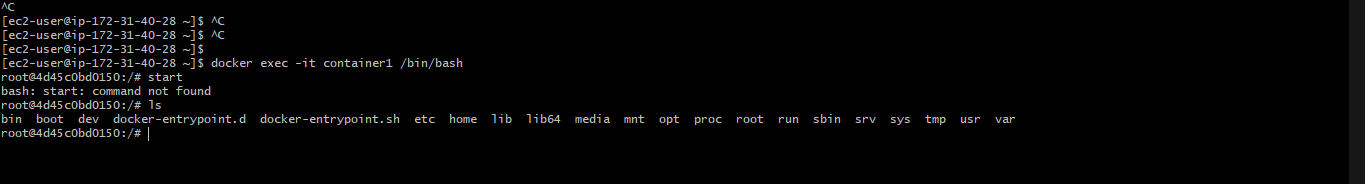 ^C
[ec2-user@ip-172-31-40-28 ~]$ ^C
[ec2-user@ip-172-31-40-28 ~]$ ^C
[ec2-user@ip-172-31-40-28 ~]$
[ec2-user@ip-172-31-40-28 ~]$ docker exec -it container1 /bin/bash
root@4d45c0bd0150:/# start
bash: start: command not found
root@4d45c0bd0150:/# ls
bin  boot  dev  docker-entrypoint.d  docker-entrypoint.sh  etc  home  lib  lib64  media  mnt  opt  proc  root  run  sbin  srv  sys  tmp  usr  var
root@4d45c0bd0150:/#